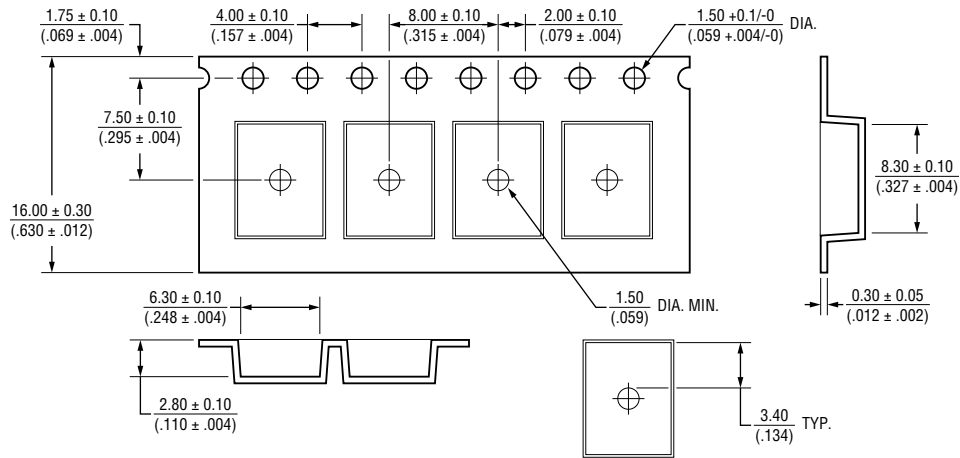 1.75 ± 0.10
(.069 ± .004)
4.00 ± 0.10
(.157 ± .004)
8.00 ± 0.10
(.315 ± .004)
2.00 ± 0.10
(.079 ± .004)
1.50 +0.1/-0 DIA.
(.059 +.004/-0)
7.50 ± 0.10
(.295 ± .004)
8.30 ± 0.10
(.327 ± .004)
16.00 ± 0.30
(.630 ± .012)
6.30 ± 0.10
(.248 ± .004)
1.50 DIA. MIN.
(.059)
0.30 ± 0.05
(.012 ± .002)
2.80 ± 0.10
(.110 ± .004)
3.40 TYP.
(.134)